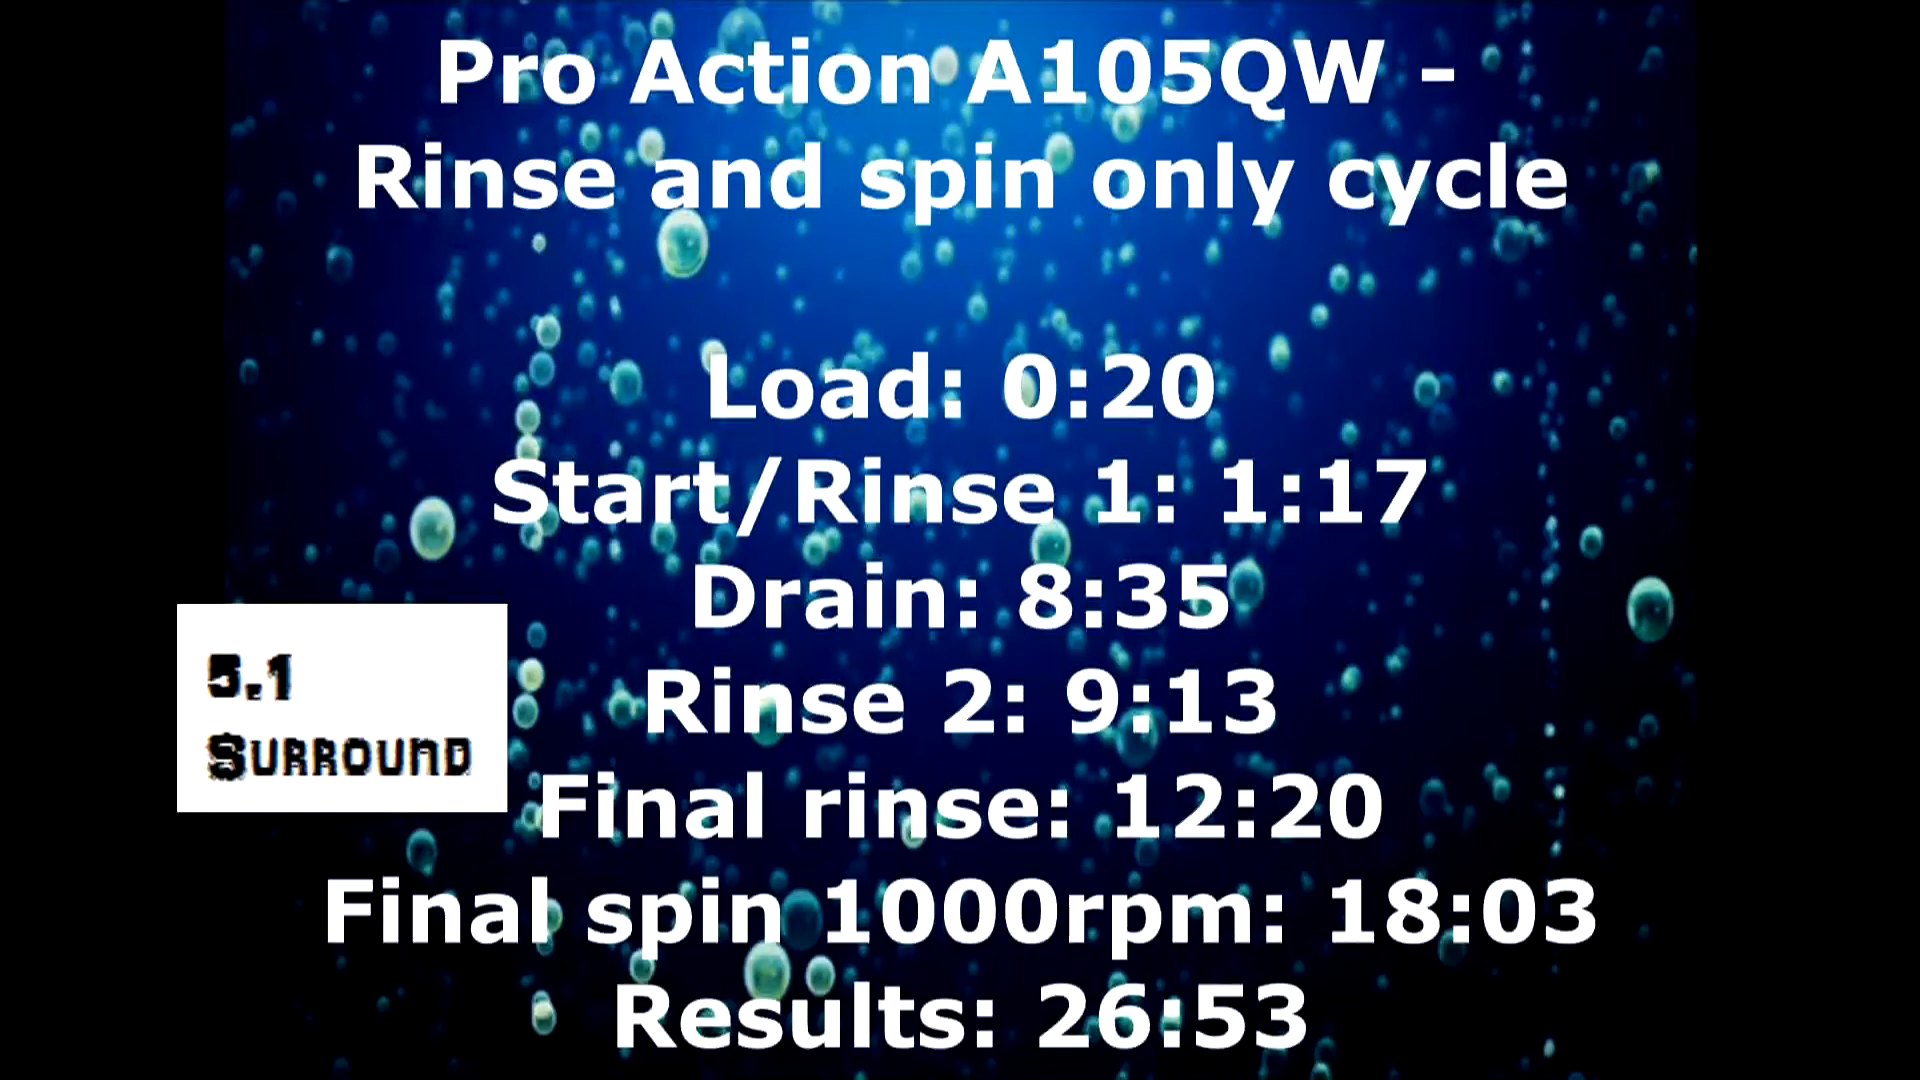 Pro Action A105QW -
Rinse and spin only cycle
Load: 0:20
Start/Rinse 1: 1:17
Drain: 8:35
Rinse 2: 9:13
5.1
Surround
Final rinse: 12:20
Final spin 1000rpm: 18:03
Results: 26:53